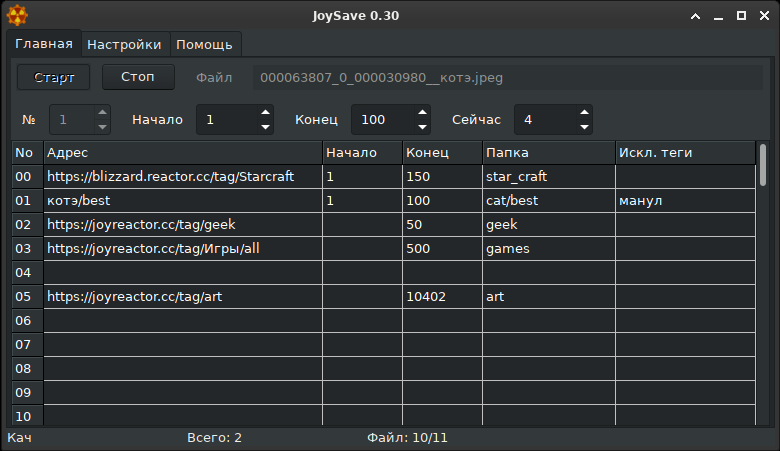 JoySave 0.30
Главная Настройки Помощь
Старт Стоп Файл 000063807_0_000030980__котэ.jpeg
№ 1 Начало 1 Конец 100 Сейчас 4
No Адрес Начало Конец Папка Искл. теги
00 https://blizzard.reactor.cc/tag/Starcraft 1 150 star_craft
01 котэ/best 1 100 cat/best манул
02 https://joyreactor.cc/tag/geek 50 geek
03 https://joyreactor.cc/tag/Игры/all 500 games
04
05 https://joyreactor.cc/tag/art 10402 art
06
07
08
09
10
Кач Всего: 2 Файл: 10/11